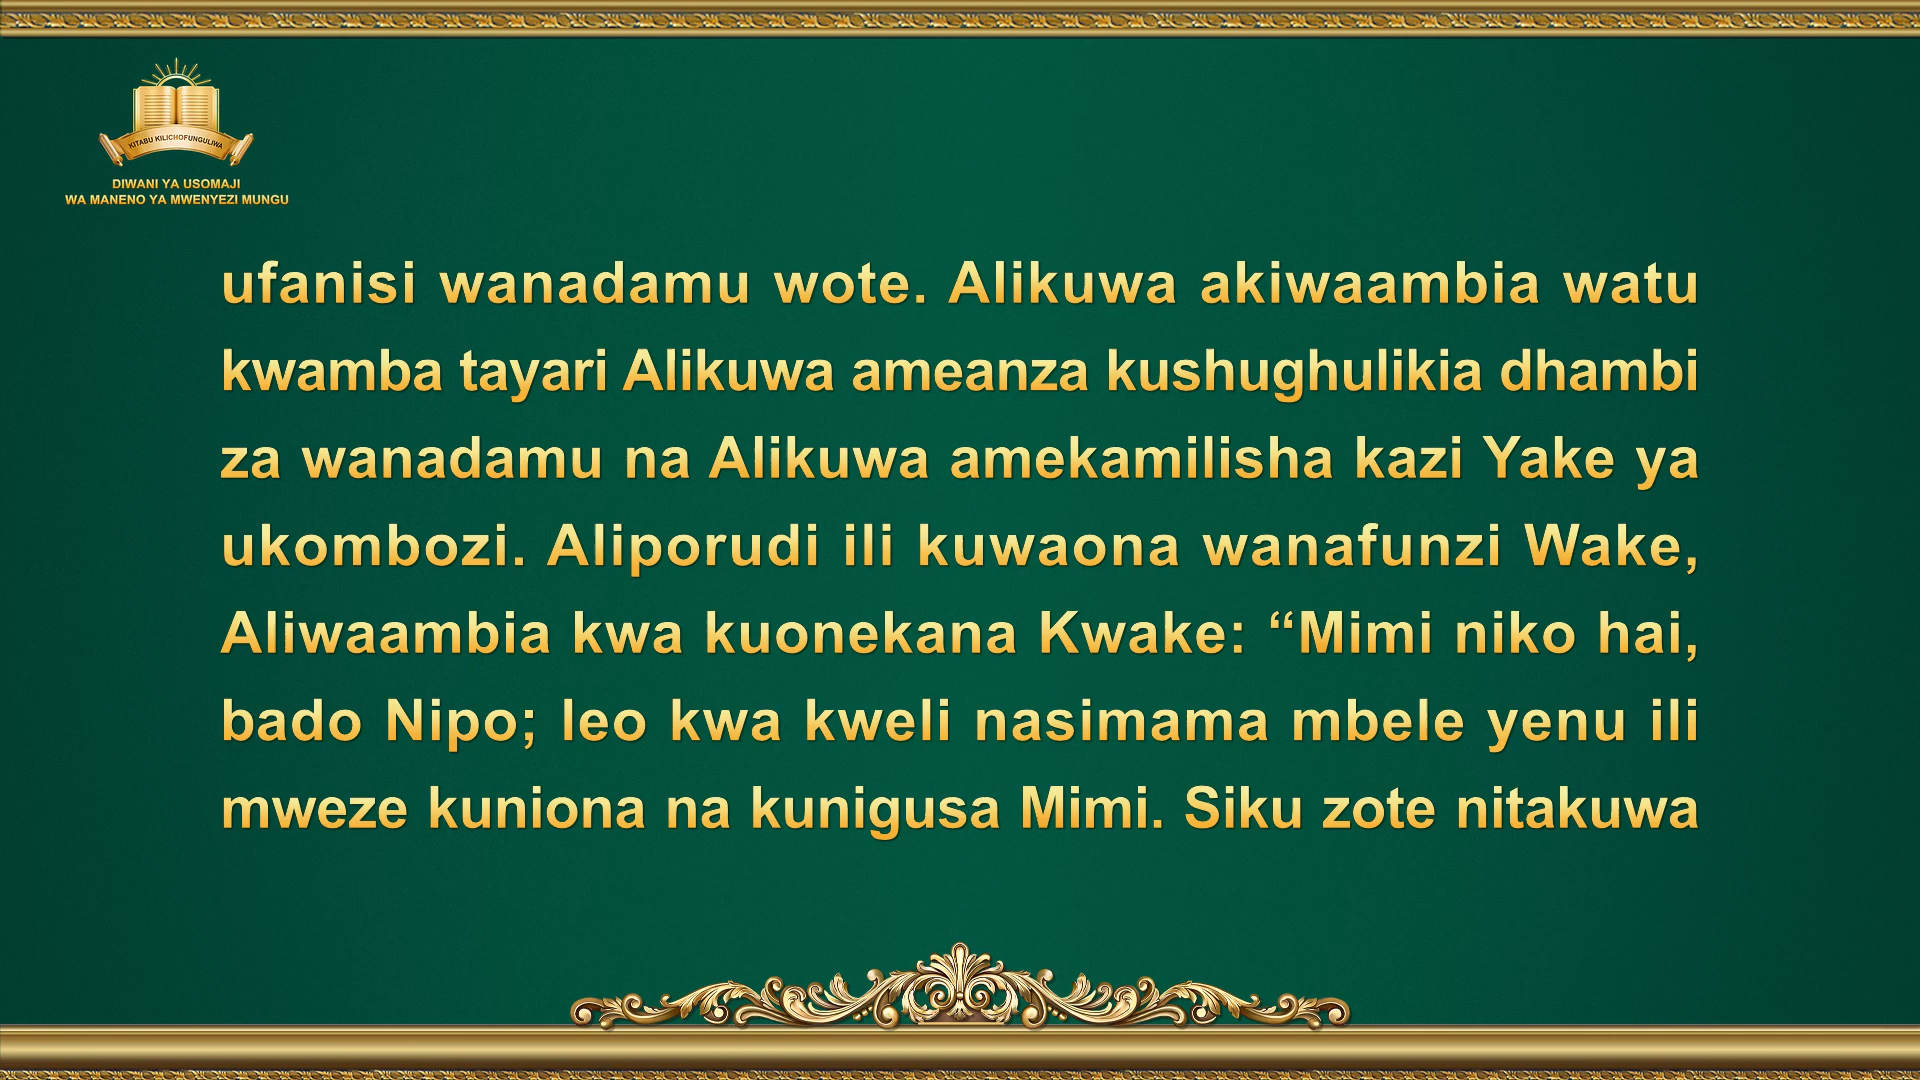 KITABU KILICHOFUNGULIWA
DIWANI YA USOMAJI
WA MANENO YA MWENYEZI MUNGU
ufanisi wanadamu wote. Alikuwa akiwaambia watu
kwamba tayari Alikuwa ameanza kushughulikia dhambi
za wanadamu na Alikuwa amekamilisha kazi Yake ya
ukombozi. Aliporudi ili kuwaona wanafunzi Wake,
Aliwaambia kwa kuonekana Kwake: “Mimi niko hai,
bado Nipo; leo kwa kweli nasimama mbele yenu ili
mweze kuniona na kunigusa Mimi. Siku zote nitakuwa